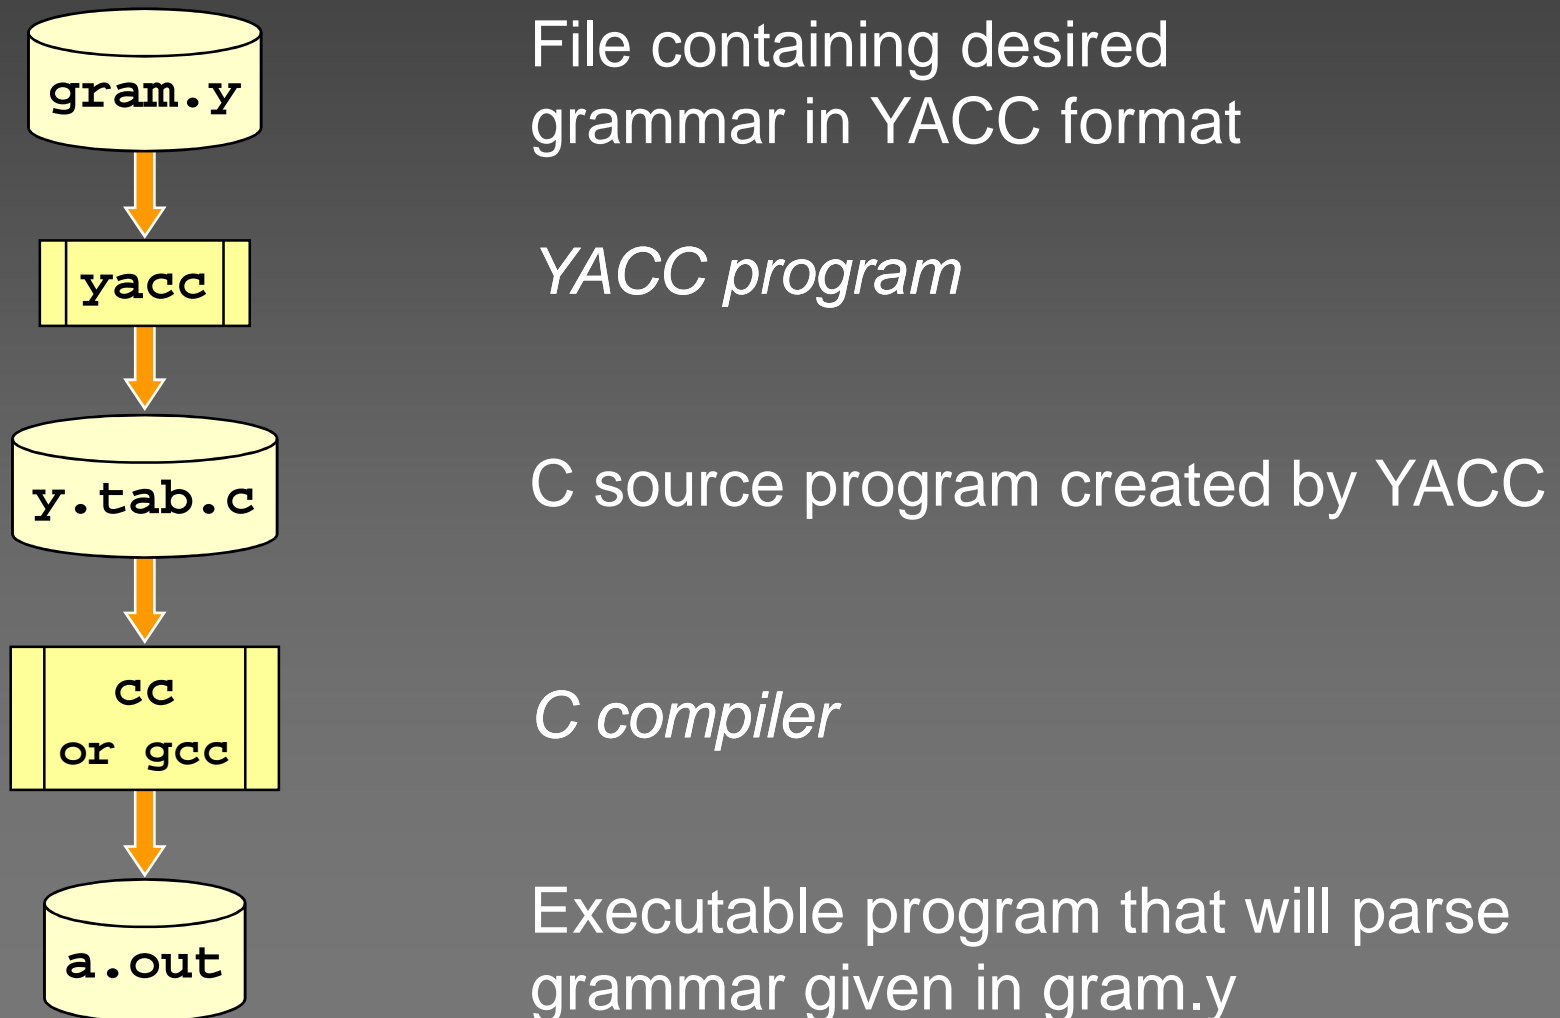 gram.y
File containing desired
grammar in YACC format
yacc
YACC program
y.tab.c
C source program created by YACC
cc
or gcc
C compiler
a.out
Executable program that will parse
grammar given in gram.y